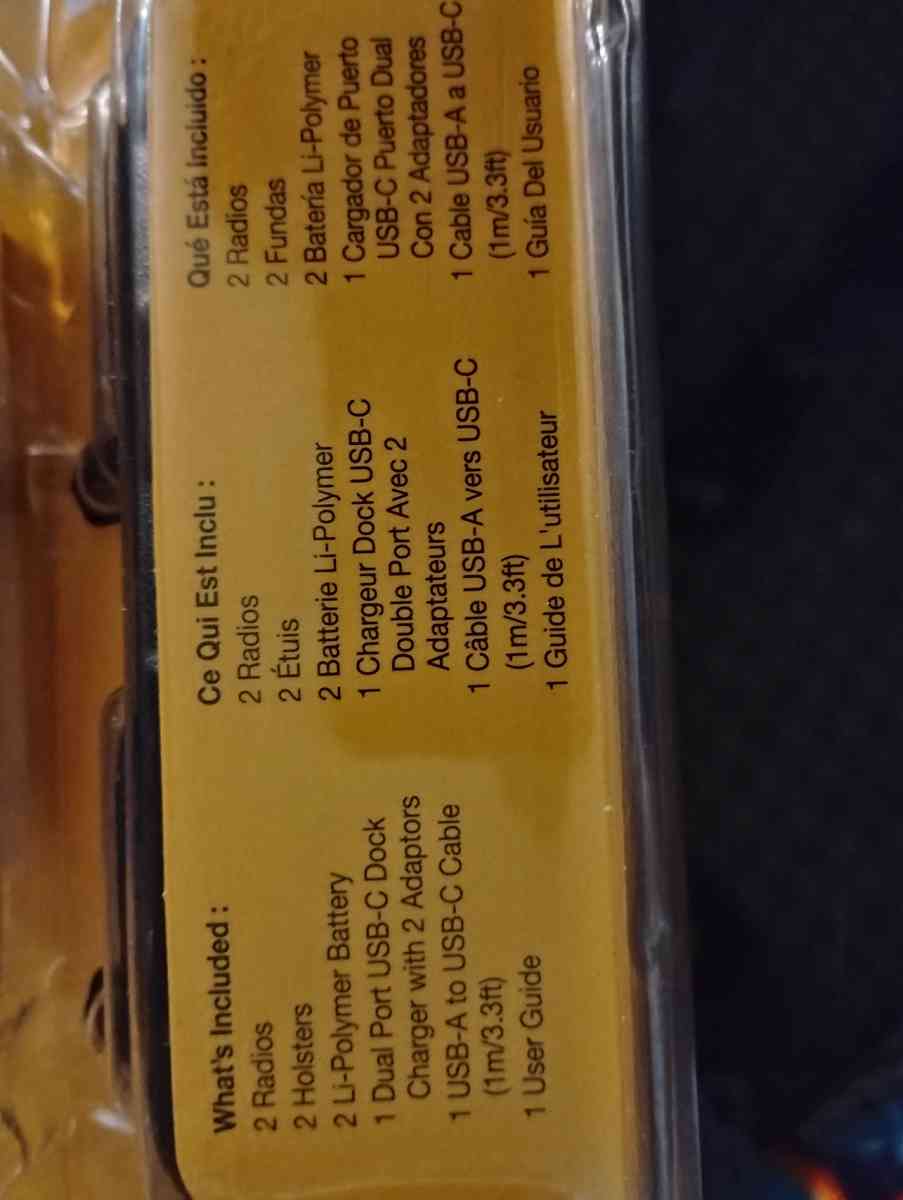 What's Included :
2 Radios
2 Holsters
2 Li-Polymer Battery
1 Dual Port USB-C Dock
Charger with 2 Adaptors
1 USB-A to USB-C Cable
(1m/3.3ft)
1 User Guide
Ce Qui Est Inclu :
2 Radios
2 Étuis
2 Batterie Li-Polymer
1 Chargeur Dock USB-C
Double Port Avec 2
Adaptateurs
1 Câble USB-A vers USB-C
(1m/3.3ft)
1 Guide de L'utilisateur
Qué Está Incluido :
2 Radios
2 Fundas
2 Batería Li-Polymer
1 Cargador de Puerto
USB-C Puerto Dual
Con 2 Adaptadores
1 Cable USB-A a USB-C
(1m/3.3ft)
1 Guía Del Usuario